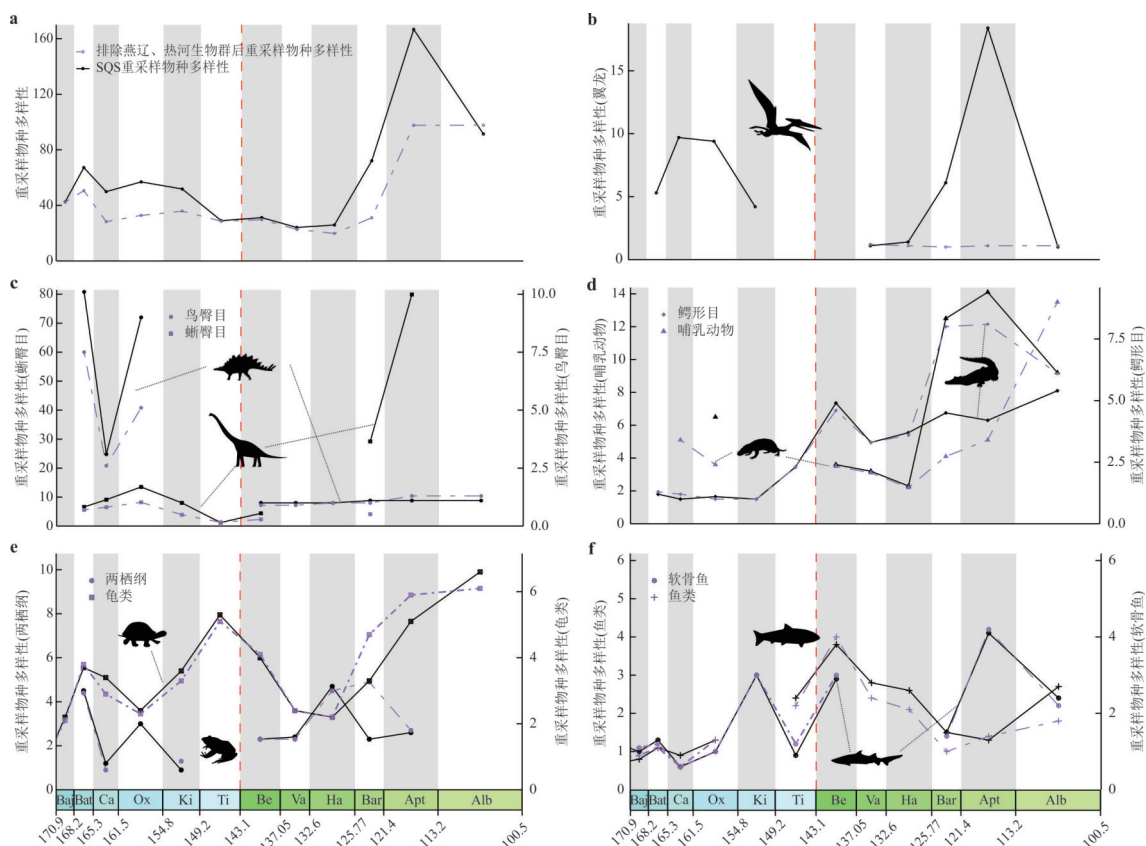 a
重采样物种多样性
160
120
80
40
0
排除燕辽、热河生物群后重采样物种多样性
SQS重采样物种多样性
b
重采样物种多样性(翼龙)
15
10
5
0
c
重采样物种多样性(蜥臀目)
80
70
60
50
40
30
20
10
0
鸟臀目
蜥臀目
10.0
7.5
5.0
2.5
0.0
重采样物种多样性(鸟臀目)
d
重采样物种多样性(哺乳动物)
14
12
10
8
6
4
2
0
鳄形目
哺乳动物
7.5
5.0
2.5
0.0
重采样物种多样性(鳄形目)
e
重采样物种多样性(两栖纲)
10
8
6
4
2
0
两栖纲
龟类
6
4
2
0
重采样物种多样性(龟类)
Baj Bat Ca Ox Ki Ti Be Va Ha Bar Apt Alb
170.9 168.2 165.3 161.5 154.8 149.2 143.1 137.05 132.6 125.77 121.4 113.2 100.5
f
重采样物种多样性(鱼类)
6
5
4
3
2
1
0
软骨鱼
鱼类
6
4
2
0
重采样物种多样性(软骨鱼)
Baj Bat Ca Ox Ki Ti Be Va Ha Bar Apt Alb
170.9 168.2 165.3 161.5 154.8 149.2 143.1 137.05 132.6 125.77 121.4 113.2 100.5